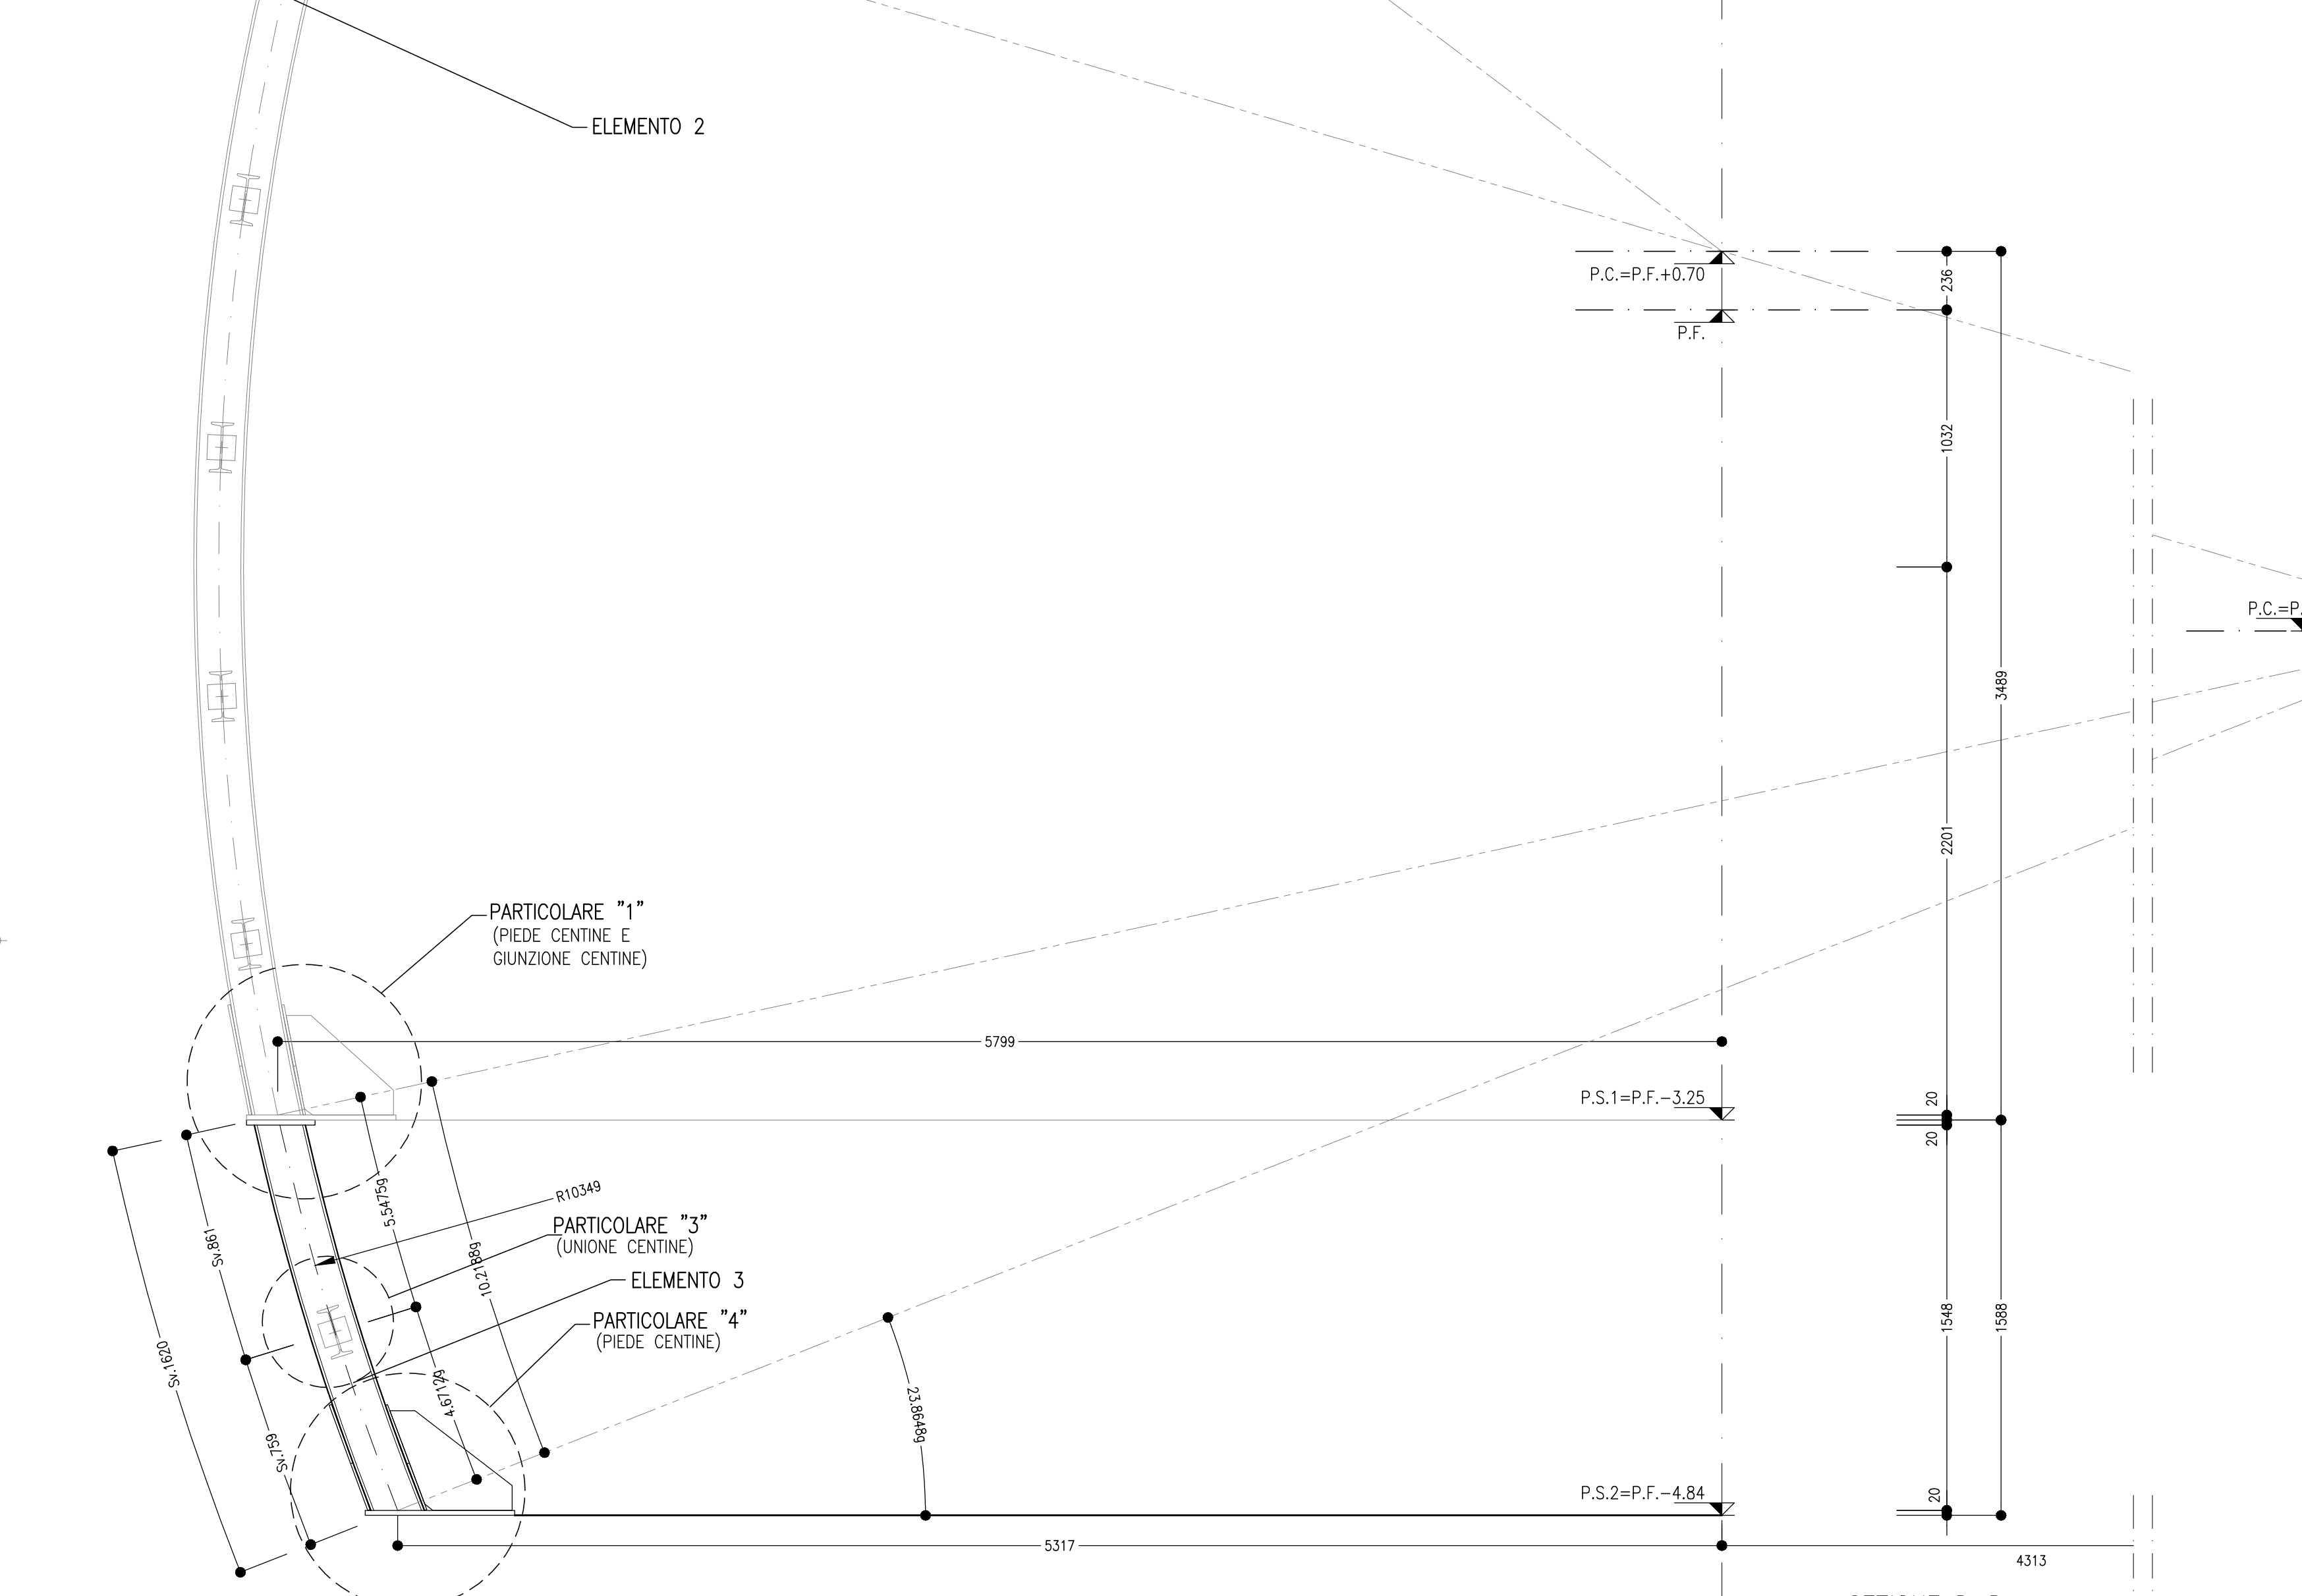 ELEMENTO 2
P.C.=P.F.+0.70
236
P.F.
1032
P.C.=P.
3489
2201
PARTICOLARE "1"
(PIEDE CENTINE E
GIUNZIONE CENTINE)
5799
P.S.1=P.F.-3.25
20
20
5.5475g
R10349
PARTICOLARE "3"
(UNIONE CENTINE)
Sv.861
10.2188g
ELEMENTO 3
PARTICOLARE "4"
(PIEDE CENTINE)
1548
1588
Sv.1620
4.6712g
23.8648g
Sv.759
P.S.2=P.F.-4.84
20
5317
4313